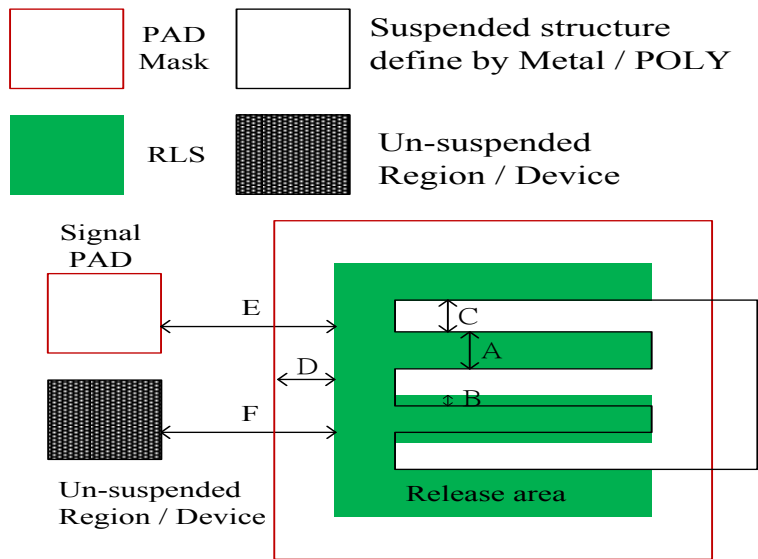 PAD
Mask
Suspended structure
define by Metal / POLY
RLS
Un-suspended
Region / Device
Signal
PAD
E
C
A
D
B
F
Un-suspended
Region / Device
Release area